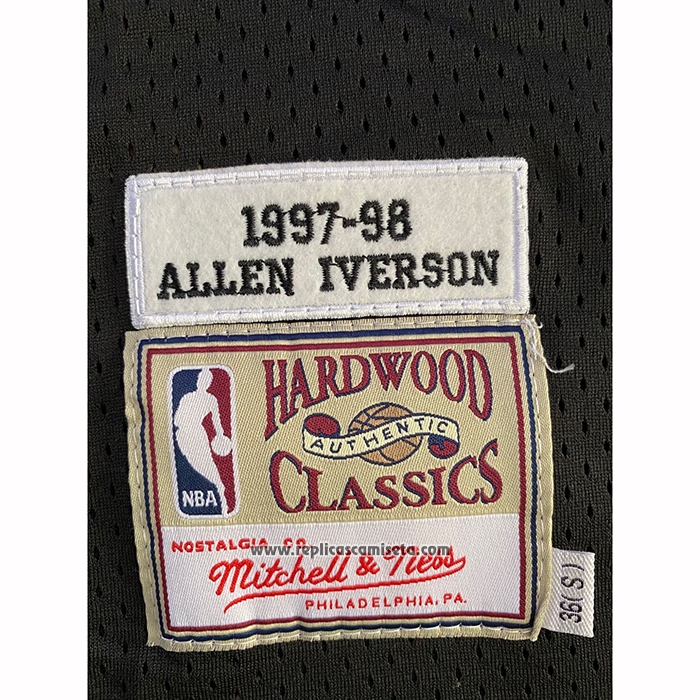 1997-98
ALLEN IVERSON
HARDWOOD
AUTHENTIC
CLASSICS
NBA
NOSTALGIA CO.
www.replicascamiseta.com
Mitchell & Ness
PHILADELPHIA, PA.
36(S)